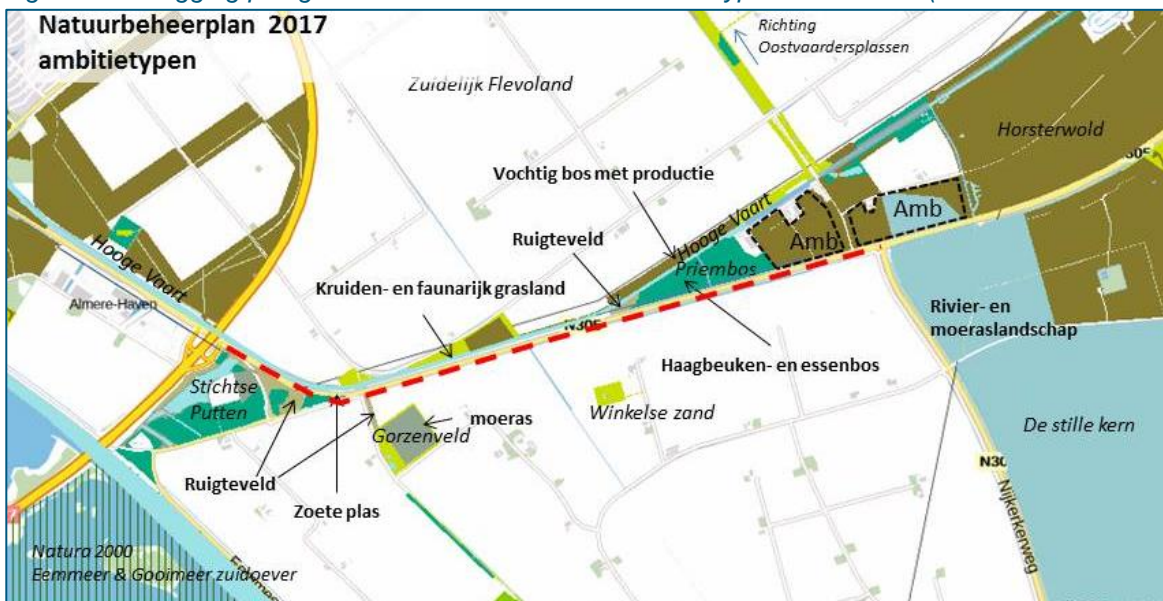 Natuurbeheerplan 2017
ambitietypen
Richting
Oostvaardersplassen
Zuidelijk Flevoland
Horsterwold
Vochtig bos met productie
Hooge Vaart
Amb
Amb
Ruigteveld
Priembos
Hooge Vaart
Kruiden- en faunarijk grasland
Almere-Haven
N305
Rivier- en
moeraslandschap
Haagbeuken- en essenbos
Stichtse
Putten
moeras
Winkelse zand
Gorzenveld
De stille kern
Ruigteveld
Zoete plas
N30
Nijkerkerweg
Natura 2000
Eemmeer & Gooimeer zuidoever